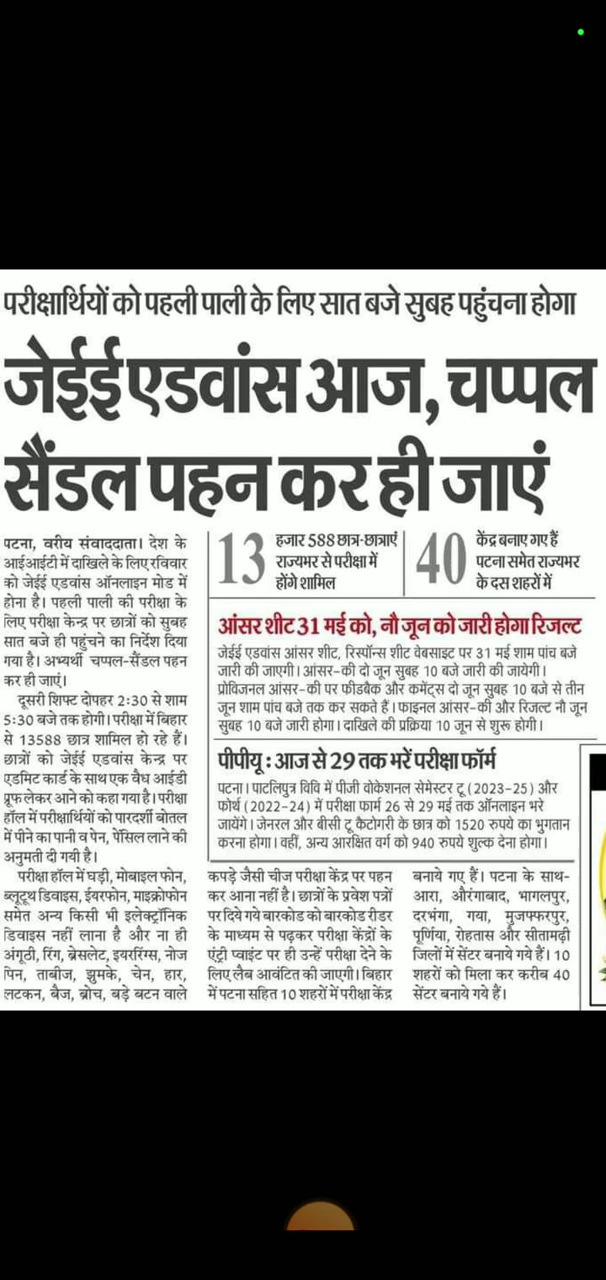 परीक्षार्थियों को पहली पाली के लिए सात बजे सुबह पहुंचना होगा
जेईई एडवांस आज, चप्पल
सैंडल पहन कर ही जाएं
पटना, वरीय संवाददाता। देश के
आईआईटी में दाखिले के लिए रविवार
को जेईई एडवांस ऑनलाइन मोड में
होना है। पहली पाली की परीक्षा के
लिए परीक्षा केन्द्र पर छात्रों को सुबह
सात बजे ही पहुंचने का निर्देश दिया
गया है। अभ्यर्थी चप्पल-सैंडल पहन
कर ही जाएं।
दूसरी शिफ्ट दोपहर 2:30 से शाम
5:30 बजे तक होगी। परीक्षा में बिहार
से 13588 छात्र शामिल हो रहे हैं।
छात्रों को जेईई एडवांस केन्द्र पर
एडमिट कार्ड के साथ एक वैध आईडी
प्रूफ लेकर आने को कहा गया है। परीक्षा
हॉल में परीक्षार्थियों को पारदर्शी बोतल
में पीने का पानी व पेन, पेंसिल लाने की
अनुमती दी गयी है।
परीक्षा हॉल में घड़ी, मोबाइल फोन,
ब्लूटूथ डिवाइस, ईयरफोन, माइक्रोफोन
समेत अन्य किसी भी इलेक्ट्रॉनिक
डिवाइस नहीं लाना है और ना ही
अंगूठी, रिंग, ब्रेसलेट, इयररिंग्स, नोज
पिन, ताबीज, झुमके, चेन, हार,
लटकन, बैज, ब्रोच, बड़े बटन वाले
13 हजार 588 छात्र-छात्राएं
राज्यभर से परीक्षा में
होंगे शामिल
40 केंद्र बनाए गए हैं
पटना समेत राज्यभर
के दस शहरों में
आंसर शीट 31 मई को, नौ जून को जारी होगा रिजल्ट
जेईई एडवांस आंसर शीट, रिस्पॉन्स शीट वेबसाइट पर 31 मई शाम पांच बजे
जारी की जाएगी। आंसर-की दो जून सुबह 10 बजे जारी की जायेगी।
प्रोविजनल आंसर-की पर फीडबैक और कमेंट्स दो जून सुबह 10 बजे से तीन
जून शाम पांच बजे तक कर सकते हैं। फाइनल आंसर-की और रिजल्ट नौ जून
सुबह 10 बजे जारी होगा। दाखिले की प्रक्रिया 10 जून से शुरू होगी।
पीपीयू : आज से 29 तक भरें परीक्षा फॉर्म
पटना। पाटलिपुत्र विवि में पीजी वोकेशनल सेमेस्टर टू (2023-25) और
फोर्थ (2022-24) में परीक्षा फार्म 26 से 29 मई तक ऑनलाइन भरे
जायेंगे। जेनरल और बीसी टू कैटोगरी के छात्र को 1520 रुपये का भुगतान
करना होगा। वहीं, अन्य आरक्षित वर्ग को 940 रुपये शुल्क देना होगा।
कपड़े जैसी चीज परीक्षा केंद्र पर पहन
कर आना नहीं है। छात्रों के प्रवेश पत्रों
पर दिये गये बारकोड को बारकोड रीडर
के माध्यम से पढ़कर परीक्षा केंद्रों के
एंट्री प्वाइंट पर ही उन्हें परीक्षा देने के
लिए लैब आवंटित की जाएगी। बिहार
में पटना सहित 10 शहरों में परीक्षा केंद्र
बनाये गए हैं। पटना के साथ-
आरा, औरंगाबाद, भागलपुर,
दरभंगा, गया, मुजफ्फरपुर,
पूर्णिया, रोहतास और सीतामढ़ी
जिलों में सेंटर बनाये गये हैं। 10
शहरों को मिला कर करीब 40
सेंटर बनाये गये हैं।